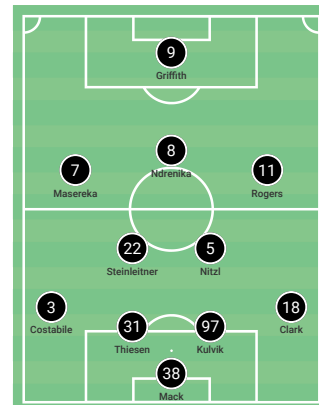 9
Griffith
8
Ndrenika
7
Masereka
11
Rogers
22
Steinleitner
5
Nitzl
3
Costabile
18
Clark
31
Thiesen
97
Kulvik
38
Mack